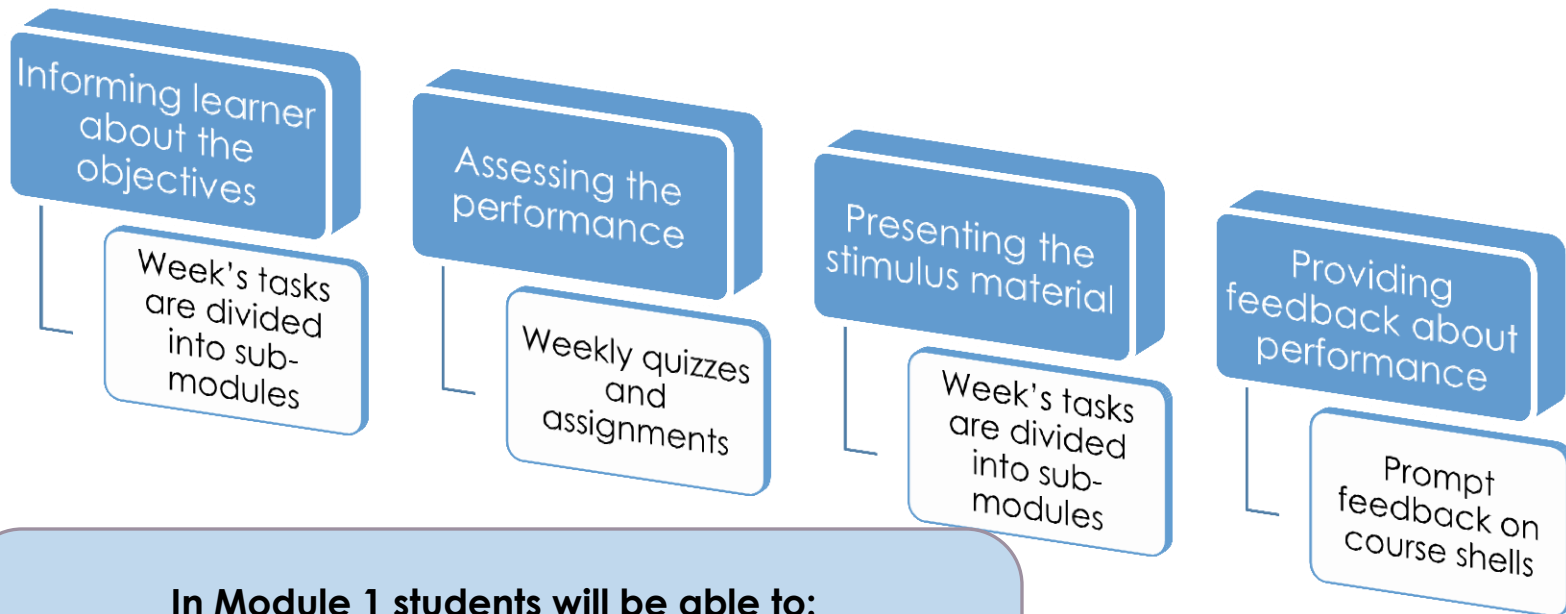 Informing learner
about the
objectives
Week's tasks
are divided
into sub-
modules
Assessing the
performance
Weekly quizzes
and
assignments
Presenting the
stimulus material
Week's tasks
are divided
into sub-
modules
Providing
feedback about
performance
Prompt
feedback on
course shells
In Module 1 students will be able to: